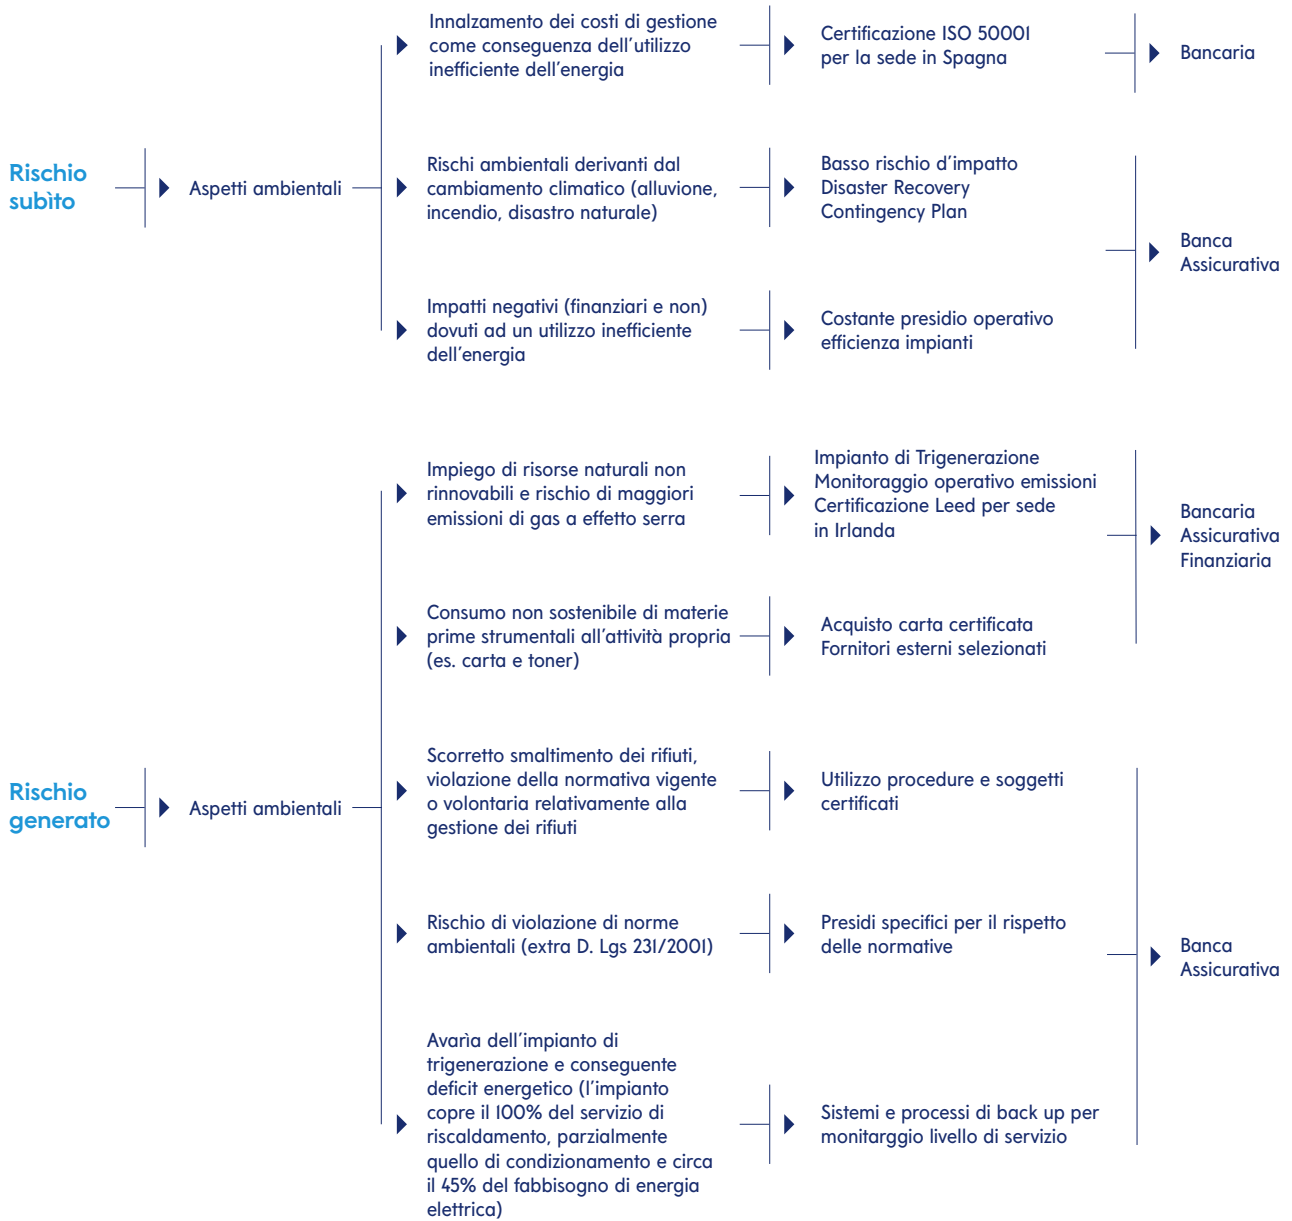 Rischio
subìto
Aspetti ambientali
Innalzamento dei costi di gestione
come conseguenza dell'utilizzo
inefficiente dell'energia
Certificazione ISO 50001
per la sede in Spagna
Bancaria
Rischi ambientali derivanti dal
cambiamento climatico (alluvione,
incendio, disastro naturale)
Basso rischio d'impatto
Disaster Recovery
Contingency Plan
Impatti negativi (finanziari e non)
dovuti ad un utilizzo inefficiente
dell'energia
Costante presidio operativo
efficienza impianti
Banca
Assicurativa
Rischio
generato
Aspetti ambientali
Impiego di risorse naturali non
rinnovabili e rischio di maggiori
emissioni di gas a effetto serra
Impianto di Trigenerazione
Monitoraggio operativo emissioni
Certificazione Leed per sede
in Irlanda
Consumo non sostenibile di materie
prime strumentali all'attività propria
(es. carta e toner)
Acquisto carta certificata
Fornitori esterni selezionati
Bancaria
Assicurativa
Finanziaria
Scorretto smaltimento dei rifiuti,
violazione della normativa vigente
o volontaria relativamente alla
gestione dei rifiuti
Utilizzo procedure e soggetti
certificati
Rischio di violazione di norme
ambientali (extra D. Lgs 231/2001)
Presidi specifici per il rispetto
delle normative
Avarìa dell'impianto di
trigenerazione e conseguente
deficit energetico (l'impianto
copre il 100% del servizio di
riscaldamento, parzialmente
quello di condizionamento e circa
il 45% del fabbisogno di energia
elettrica)
Sistemi e processi di back up per
monitarggio livello di servizio
Banca
Assicurativa